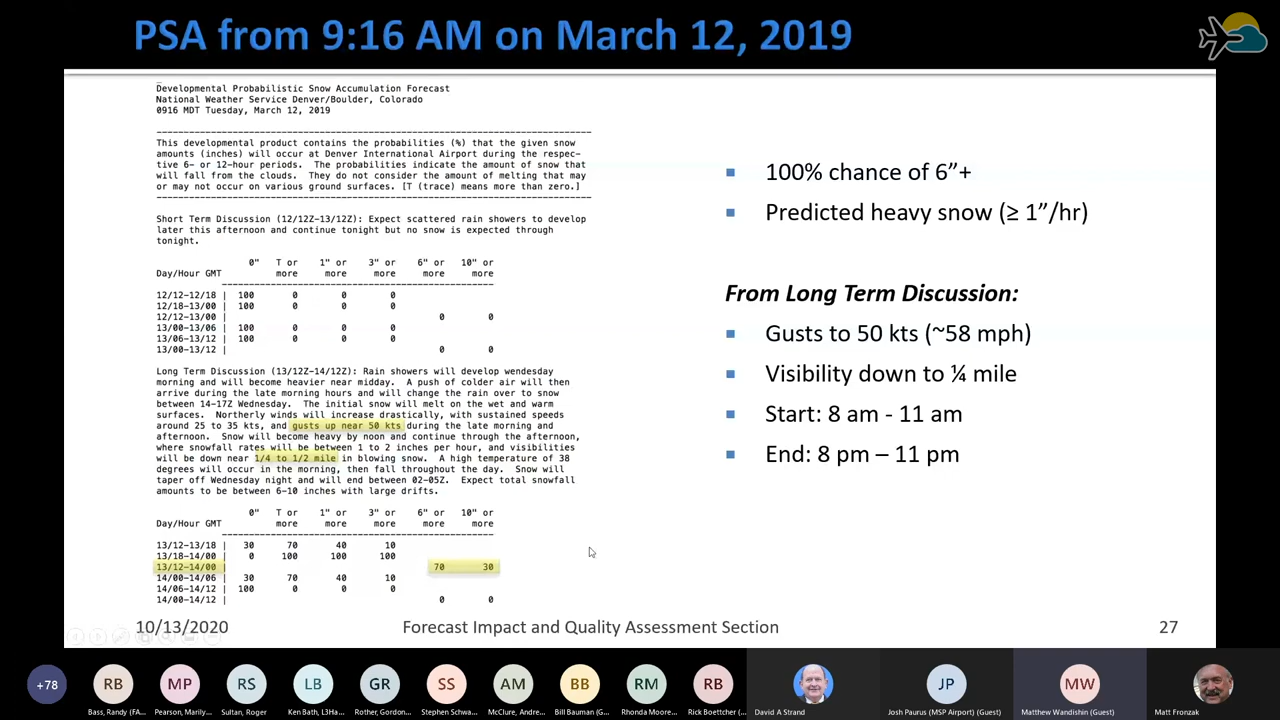 PSA from 9:16 AM on March 12, 2019
Developmental Probabilistic Snow Accumulation Forecast
National Weather Service Denver/Boulder, Colorado
0916 MDT Tuesday, March 12, 2019
This developmental product contains the probabilities (%) that the given snow
amounts (inches) will occur at Denver International Airport during the respec-
tive 6- or 12-hour periods. The probabilities indicate the amount of snow that
will fall from the clouds. They do not consider the amount of melting that may
or may not occur on various ground surfaces. [T (trace) means more than zero.]
Short Term Discussion (12/12Z-13/12Z): Expect scattered rain showers to develop
later this afternoon and continue tonight but no snow is expected through
tonight.
0" T or 1" or 3" or 6" or 10" or
Day/Hour GMT more more more more more
12/12-12/18 | 100 0 0 0
12/18-13/00 | 100 0 0 0
12/12-13/00 | 0 0
13/00-13/06 | 100 0 0 0
13/06-13/12 | 100 0 0 0
13/00-13/12 | 0 0
Long Term Discussion (13/12Z-14/12Z): Rain showers will develop wendesday
morning and will become heavier near midday. A push of colder air will then
arrive during the late morning hours and will change the rain over to snow
between 14-17Z Wednesday. The initial snow will melt on the wet and warm
surfaces. Northerly winds will increase drastically, with sustained speeds
around 25 to 35 kts, and gusts up near 50 kts during the late morning and
afternoon. Snow will become heavy by noon and continue through the afternoon,
where snowfall rates will be between 1 to 2 inches per hour, and visibilities
will be down near 1/4 to 1/2 mile in blowing snow. A high temperature of 38
degrees will occur in the morning, then fall throughout the day. Snow will
taper off Wednesday night and will end between 02-05Z. Expect total snowfall
amounts to be between 6-10 inches with large drifts.
0" T or 1" or 3" or 6" or 10" or
Day/Hour GMT more more more more more
13/12-13/18 | 30 70 40 10
13/18-14/00 | 0 100 100 100
13/12-14/00 | 70 30
14/00-14/06 | 30 70 40 10
14/06-14/12 | 100 0 0 0
14/00-14/12 | 0 0
100% chance of 6”+
Predicted heavy snow (≥ 1”/hr)
From Long Term Discussion:
Gusts to 50 kts (~58 mph)
Visibility down to ¼ mile
Start: 8 am - 11 am
End: 8 pm – 11 pm
10/13/2020 Forecast Impact and Quality Assessment Section 27
+78 RB MP RS LB GR SS AM BB RM RB JP MW
Bass, Randy (FA... Pearson, Marily... Sultan, Roger Ken Bath, L3Ha... Rother, Gordon... Stephen Schwa... McClure, Andre... Bill Bauman (G... Rhonda Moore... Rick Boettcher (... David A Strand Josh Paurus (MSP Airport) (Guest) Matthew Wandishin (Guest) Matt Fronzak